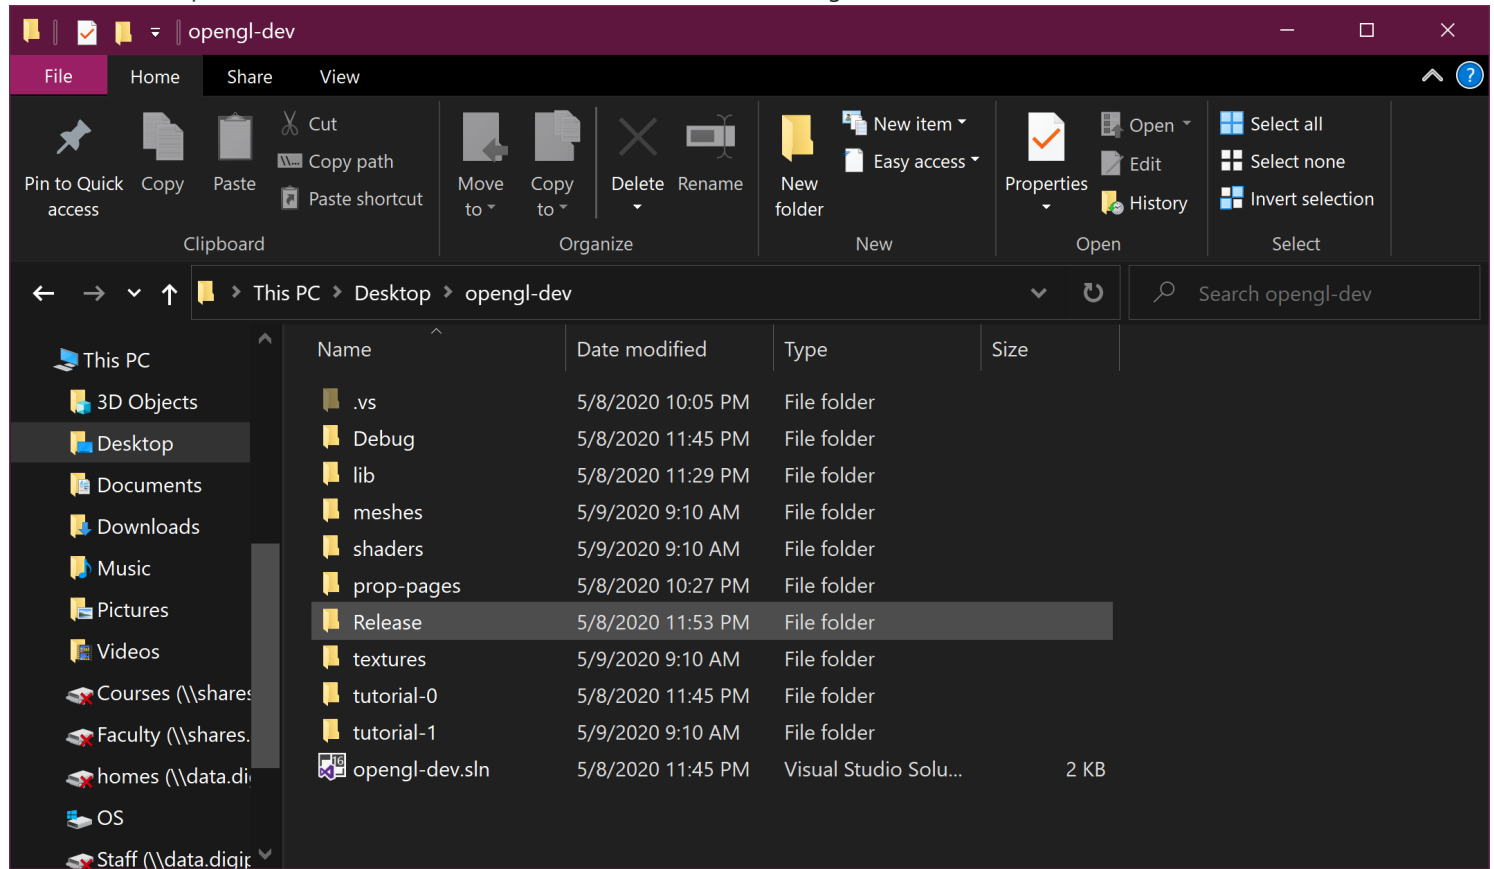 opengl-dev
File Home Share View
Pin to Quick access
Copy
Paste
Cut
Copy path
Paste shortcut
Clipboard
Move to
Copy to
Delete
Rename
Organize
New folder
New item
Easy access
New
Properties
Open
Edit
History
Open
Select all
Select none
Invert selection
Select
This PC > Desktop > opengl-dev
Search opengl-dev
This PC
3D Objects
Desktop
Documents
Downloads
Music
Pictures
Videos
Courses (\\shares
Faculty (\\shares.
homes (\\data.di
OS
Staff (\\data.digip
Name Date modified Type Size
.vs 5/8/2020 10:05 PM File folder
Debug 5/8/2020 11:45 PM File folder
lib 5/8/2020 11:29 PM File folder
meshes 5/9/2020 9:10 AM File folder
shaders 5/9/2020 9:10 AM File folder
prop-pages 5/8/2020 10:27 PM File folder
Release 5/8/2020 11:53 PM File folder
textures 5/9/2020 9:10 AM File folder
tutorial-0 5/8/2020 11:45 PM File folder
tutorial-1 5/9/2020 9:10 AM File folder
opengl-dev.sln 5/8/2020 11:45 PM Visual Studio Solu... 2 KB